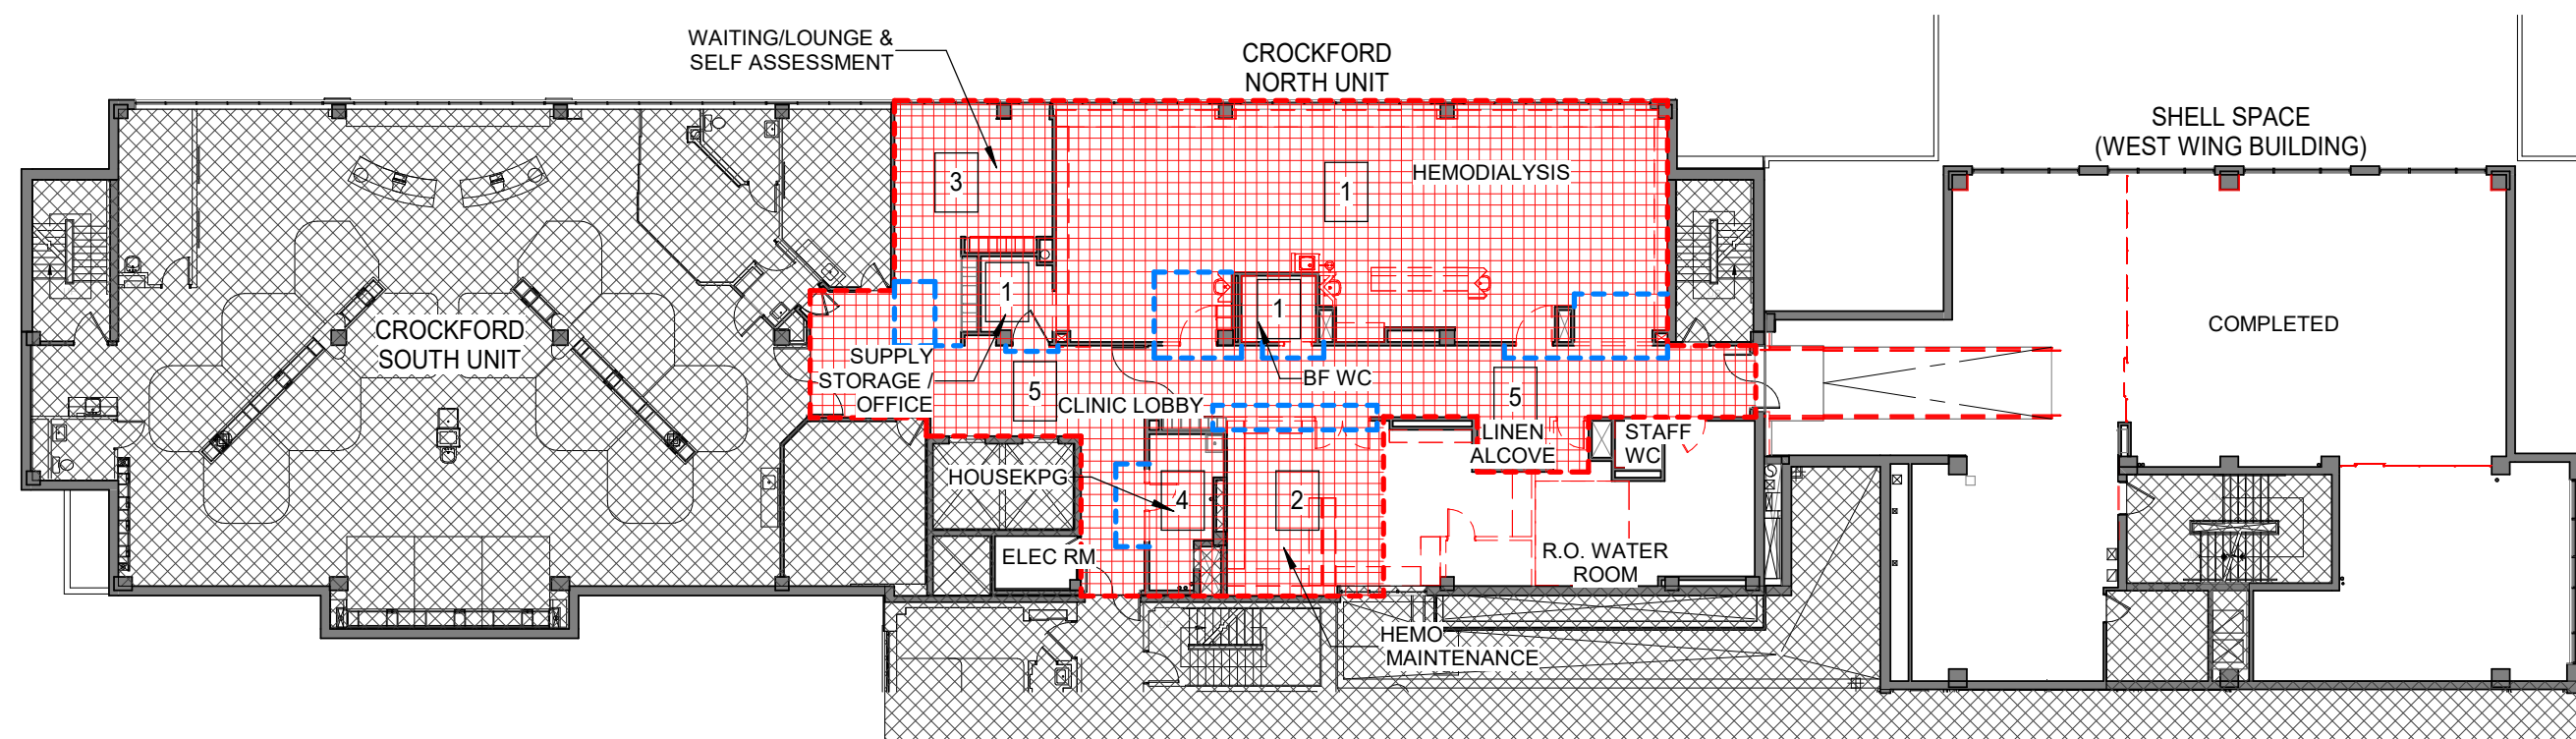 WAITING/LOUNGE &
SELF ASSESSMENT
CROCKFORD
NORTH UNIT
SHELL SPACE
(WEST WING BUILDING)
3
1
HEMODIALYSIS
CROCKFORD
SOUTH UNIT
1
1
COMPLETED
SUPPLY
STORAGE /
OFFICE
5
BF WC
5
CLINIC LOBBY
LINEN
ALCOVE
STAFF
WC
HOUSEKPG
4
2
ELEC RM
R.O. WATER
ROOM
HEMO
MAINTENANCE